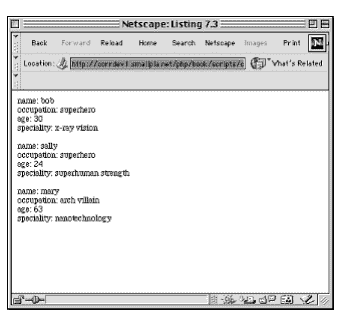 Netscape: Listing 7.3
Back Forward Reload Home Search Netscape Images Print N
Location: What's Related
name: bob
occupation: superhero
age: 30
speciality: x-ray vision
name: sally
occupation: superhero
age: 24
speciality: superhuman strength
name: mary
occupation: arch villain
age: 63
speciality: nanotechnology